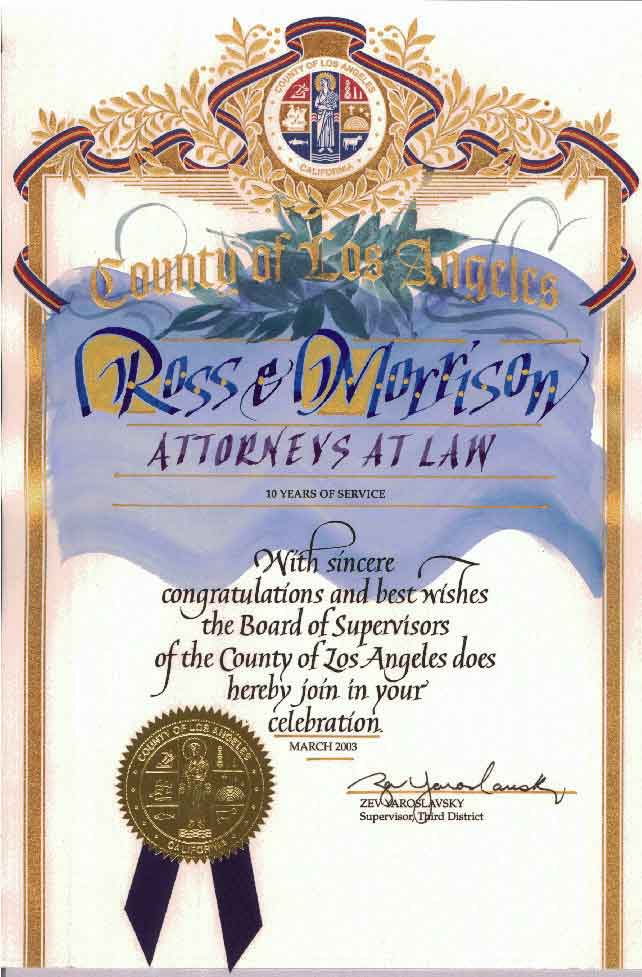 COUNTY OF LOS ANGELES
CALIFORNIA
County of Los Angeles
Ross & Morrison
ATTORNEYS AT LAW
10 YEARS OF SERVICE
With sincere
congratulations and best wishes
the Board of Supervisors
of the County of Los Angeles does
hereby join in your
celebration.
MARCH 2003
Zev Yaroslavsky
ZEV YAROSLAVSKY
Supervisor, Third District
COUNTY OF LOS ANGELES
CALIFORNIA